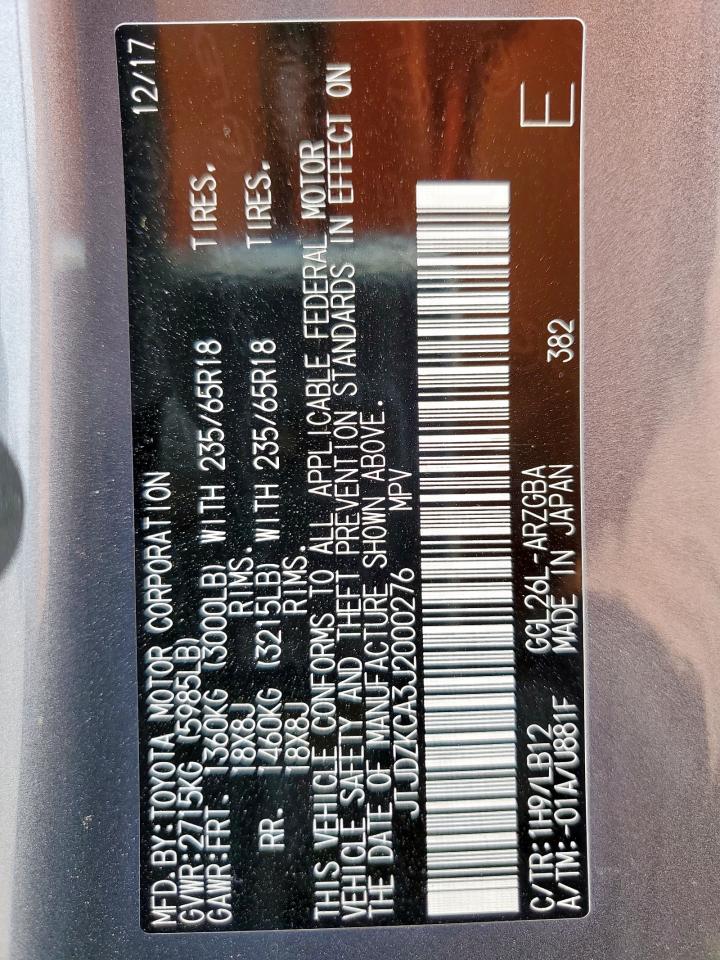 MFD.BY:TOYOTA MOTOR CORPORATION 12/17
GVWR:2715KG (5985LB)
GAWR:FRT. 1360KG (3000LB) WITH 235/65R18 TIRES.
18X8J RIMS.
RR. 1460KG (3215LB) WITH 235/65R18 TIRES.
18X8J RIMS.
THIS VEHICLE CONFORMS TO ALL APPLICABLE FEDERAL MOTOR
VEHICLE SAFETY AND THEFT PREVENTION STANDARDS IN EFFECT ON
THE DATE OF MANUFACTURE SHOWN ABOVE.
JTJDZKCA3J2000276 MPV
C/TR:1H9/LB12 GGL26L-ARZGBA E
A/TM:-01A/U881F MADE IN JAPAN 382